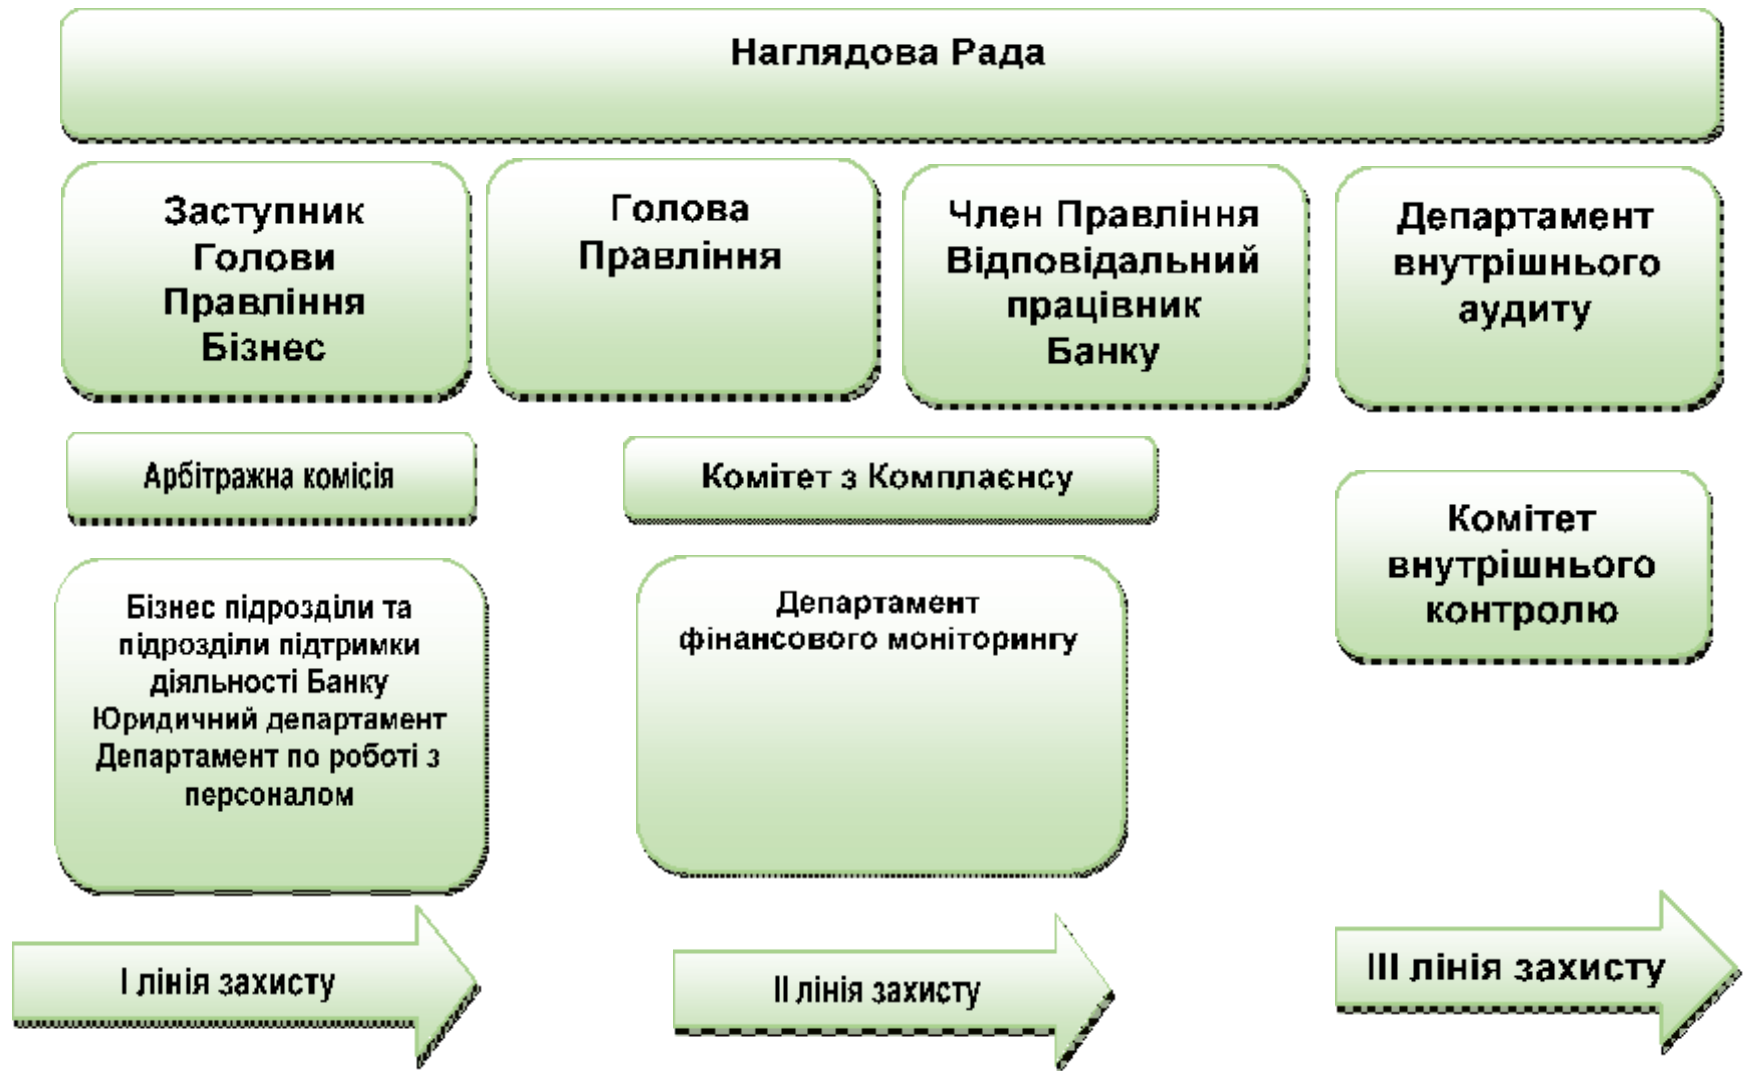 Наглядова Рада
Заступник
Голови
Правління
Бізнес
Голова
Правління
Член Правління
Відповідальний
працівник
Банку
Департамент
внутрішнього
аудиту
Арбітражна комісія
Комітет з Комплаєнсу
Комітет
внутрішнього
контролю
Бізнес підрозділи та
підрозділи підтримки
діяльності Банку
Юридичний департамент
Департамент по роботі з
персоналом
Департамент
фінансового моніторингу
I лінія захисту
II лінія захисту
III лінія захисту